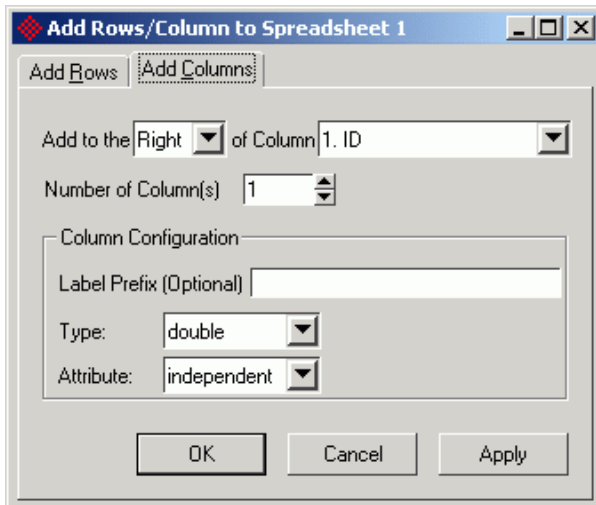 Add Rows/Column to Spreadsheet 1
Add Rows Add Columns
Add to the Right of Column 1. ID
Number of Column(s) 1
Column Configuration
Label Prefix (Optional)
Type: double
Attribute: independent
OK Cancel Apply